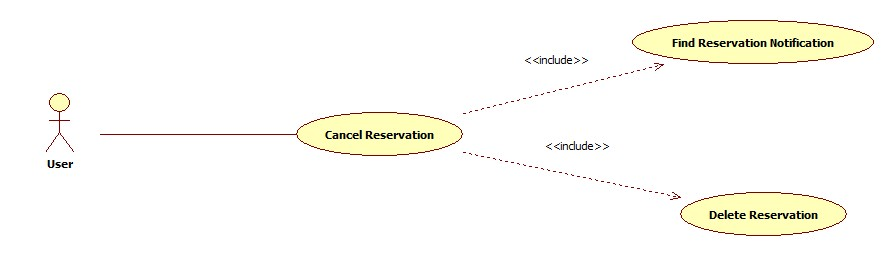 Find Reservation Notification
<<include>>
Cancel Reservation
User
<<include>>
Delete Reservation